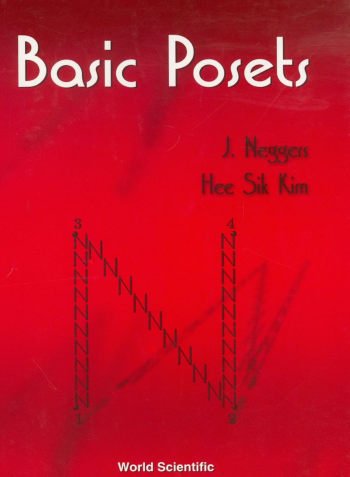 Basic Posets
J. Neggers
Hee Sik Kim
3 4
1 2
World Scientific